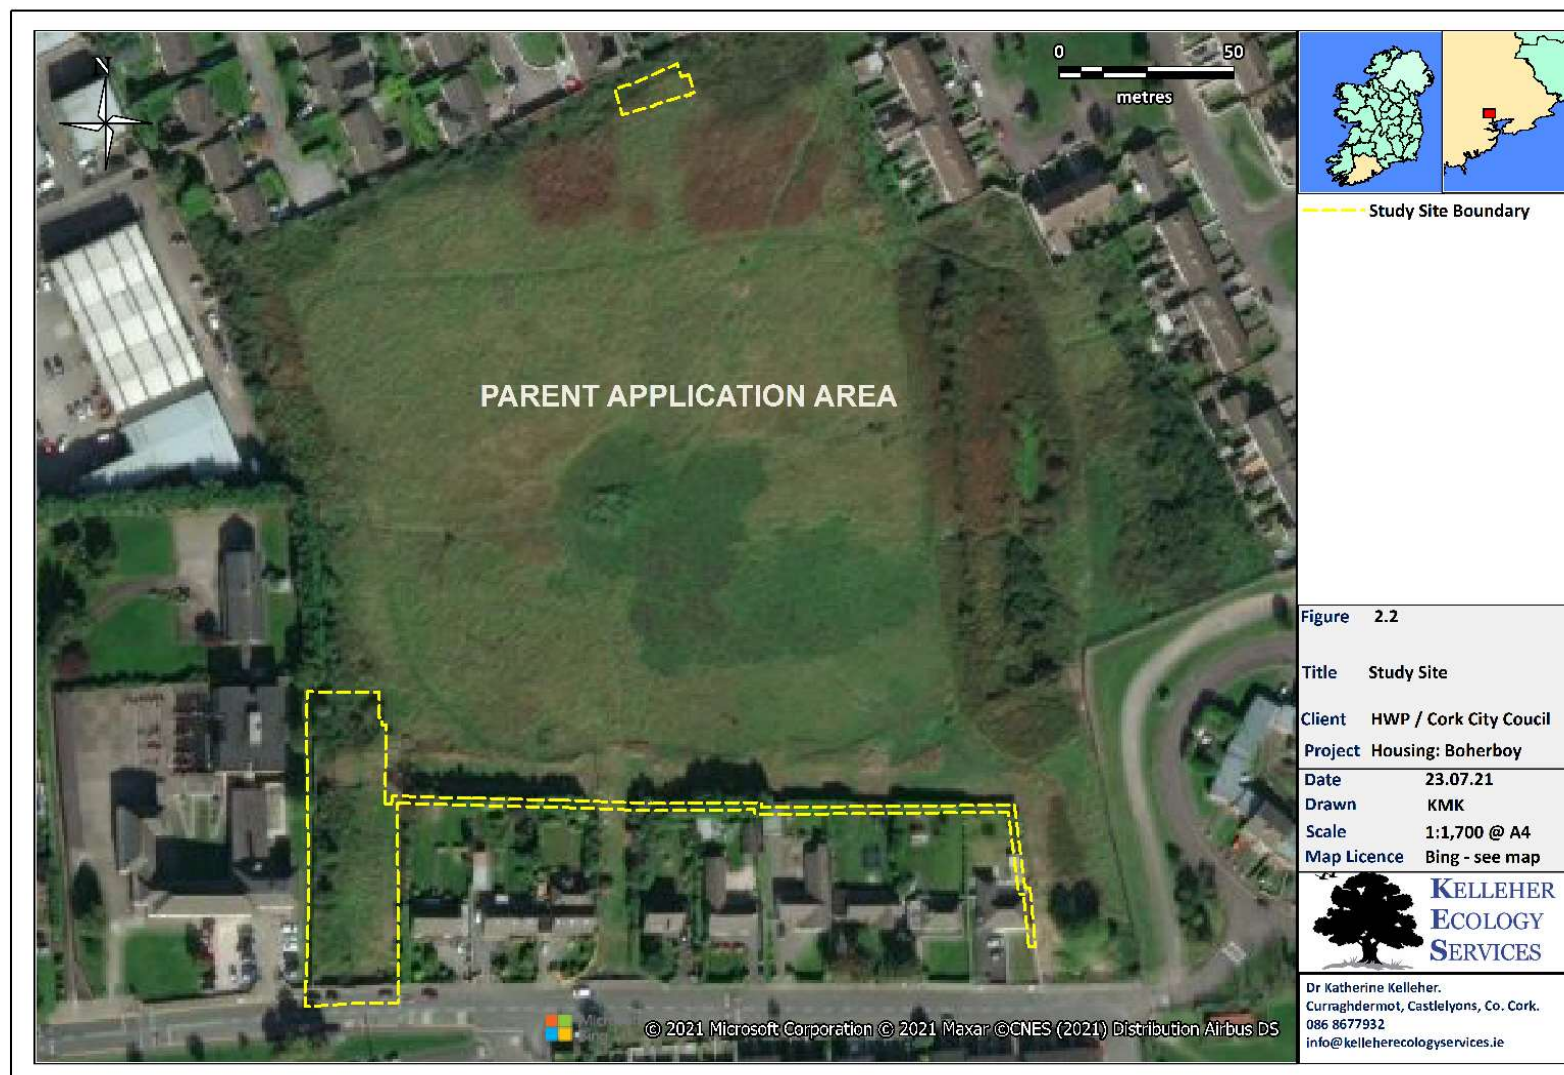 N
0 50
metres
PARENT APPLICATION AREA
© 2021 Microsoft Corporation © 2021 Maxar ©CNES (2021) Distribution Airbus DS
Study Site Boundary
Figure 2.2
Title Study Site
Client HWP / Cork City Coucil
Project Housing: Boherboy
Date 23.07.21
Drawn KMK
Scale 1:1,700 @ A4
Map Licence Bing - see map
KELLEHER
ECOLOGY
SERVICES
Dr Katherine Kelleher.
Curraghdermot, Castlelyons, Co. Cork.
086 8677932
info@kelleherecologyservices.ie